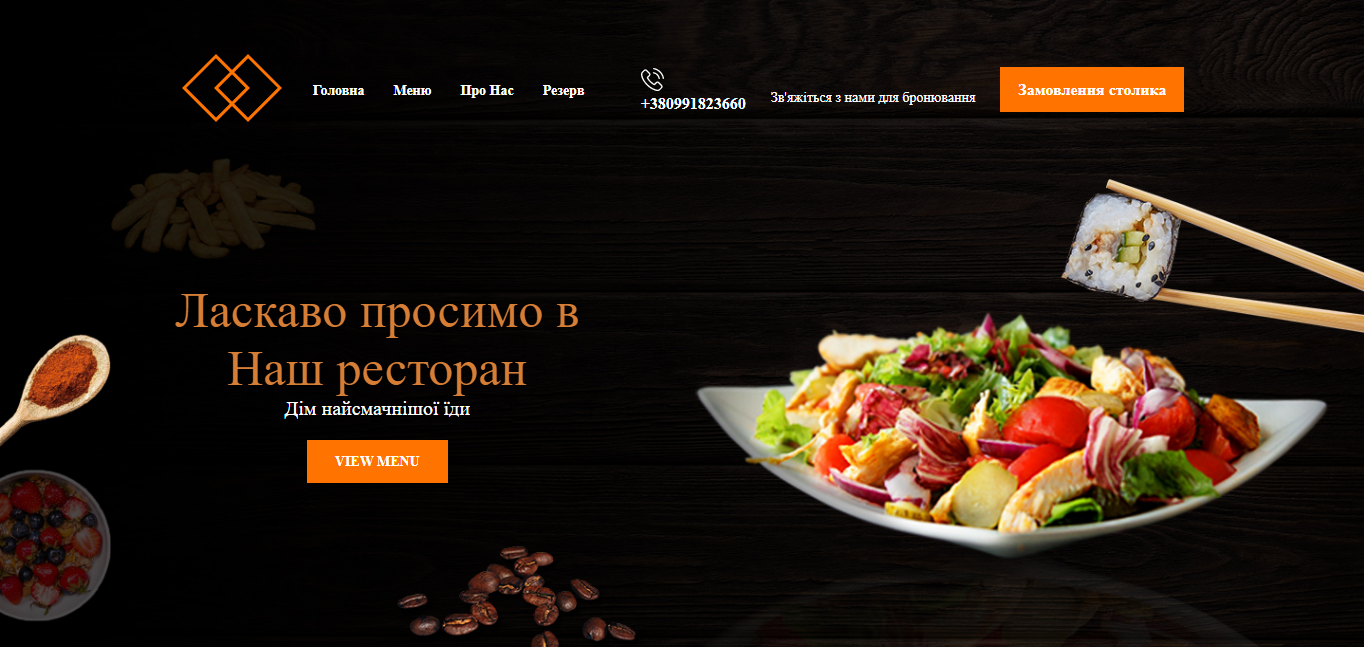 Головна Меню Про Нас Резерв
+380991823660
Зв'яжіться з нами для бронювання
Замовлення столика
Ласкаво просимо в
Наш ресторан
Дім найсмачнішої їди
VIEW MENU